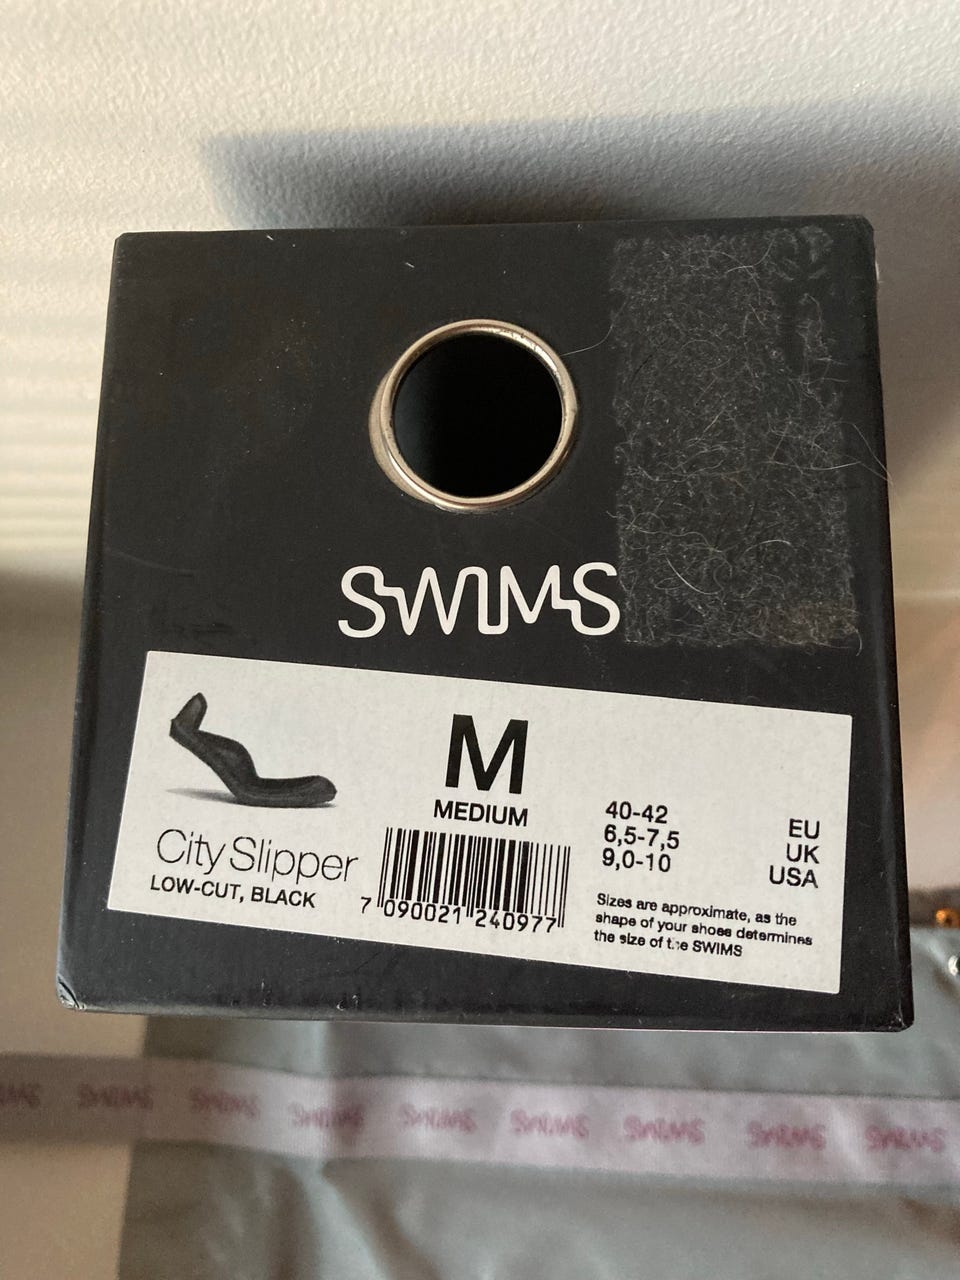 SWIMS
M
MEDIUM
City Slipper
LOW-CUT, BLACK
7 090021 240977
40-42 EU
6,5-7,5 UK
9,0-10 USA
Sizes are approximate, as the
shape of your shoes determines
the size of the SWIMS
SWIMS SWIMS SWIMS SWIMS SWIMS SWIMS SWIMS SWIMS